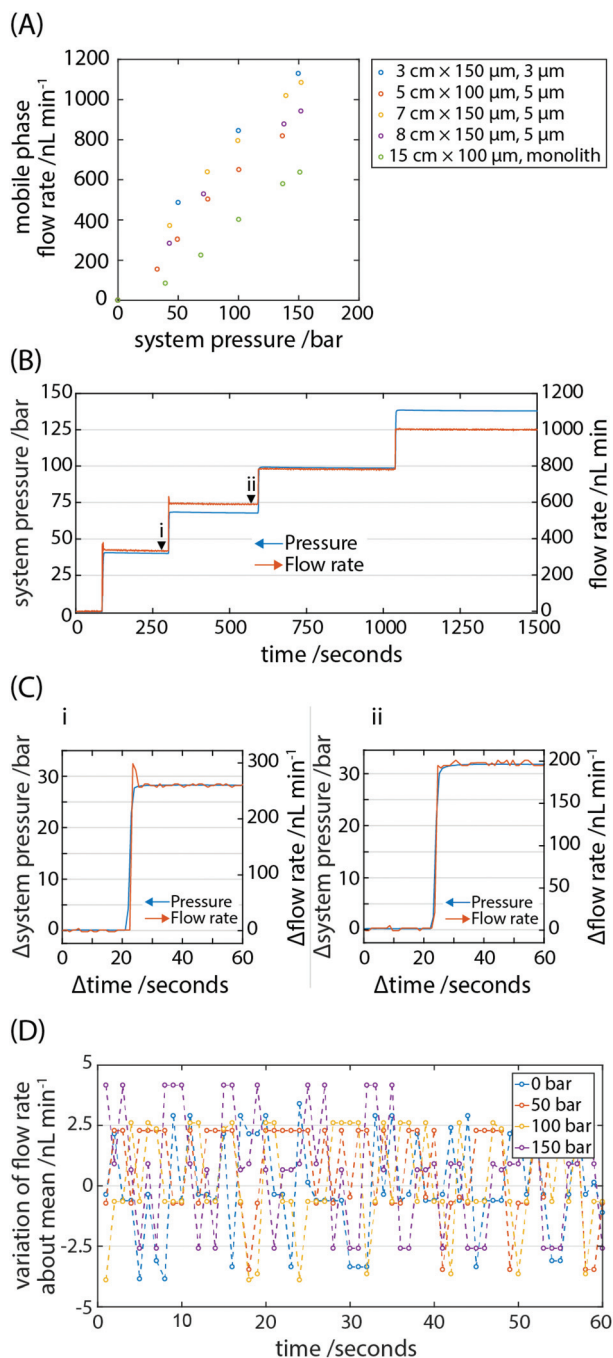 (A)
mobile phase
flow rate /nL min⁻¹
1200
1000
800
600
400
200
0
0 50 100 150 200
system pressure /bar
3 cm × 150 µm, 3 µm
5 cm × 100 µm, 5 µm
7 cm × 150 µm, 5 µm
8 cm × 150 µm, 5 µm
15 cm × 100 µm, monolith
(B)
system pressure /bar
150
125
100
75
50
25
0
i
ii
Pressure
Flow rate
1200
1000
800
600
400
200
0
flow rate /nL min
0 250 500 750 1000 1250 1500
time /seconds
(C)
i
Δsystem pressure /bar
30
20
10
0
Pressure
Flow rate
300
200
100
0
Δflow rate /nL min⁻¹
0 20 40 60
Δtime /seconds
ii
Δsystem pressure /bar
30
20
10
0
Pressure
Flow rate
200
150
100
50
0
Δflow rate /nL min⁻¹
0 20 40 60
Δtime /seconds
(D)
variation of flow rate
about mean /nL min⁻¹
5
2.5
0
-2.5
-5
0 bar
50 bar
100 bar
150 bar
0 10 20 30 40 50 60
time /seconds